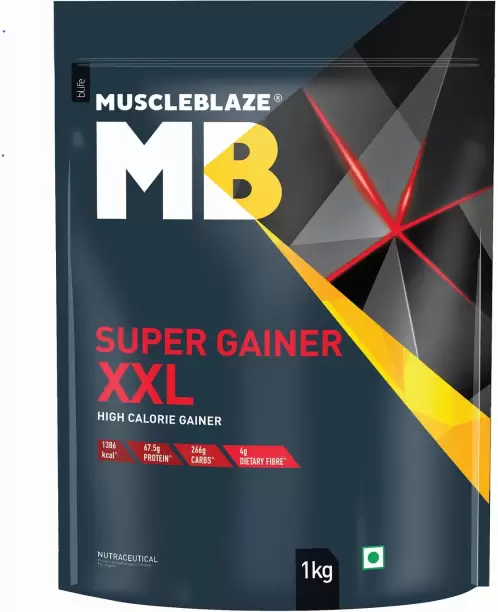 bLife
MUSCLEBLAZE®
MB
SUPER GAINER
XXL
HIGH CALORIE GAINER
1386 67.5g 266g 4g
kcal^ PROTEIN^ CARBS^ DIETARY FIBRE^
NUTRACEUTICAL
1kg